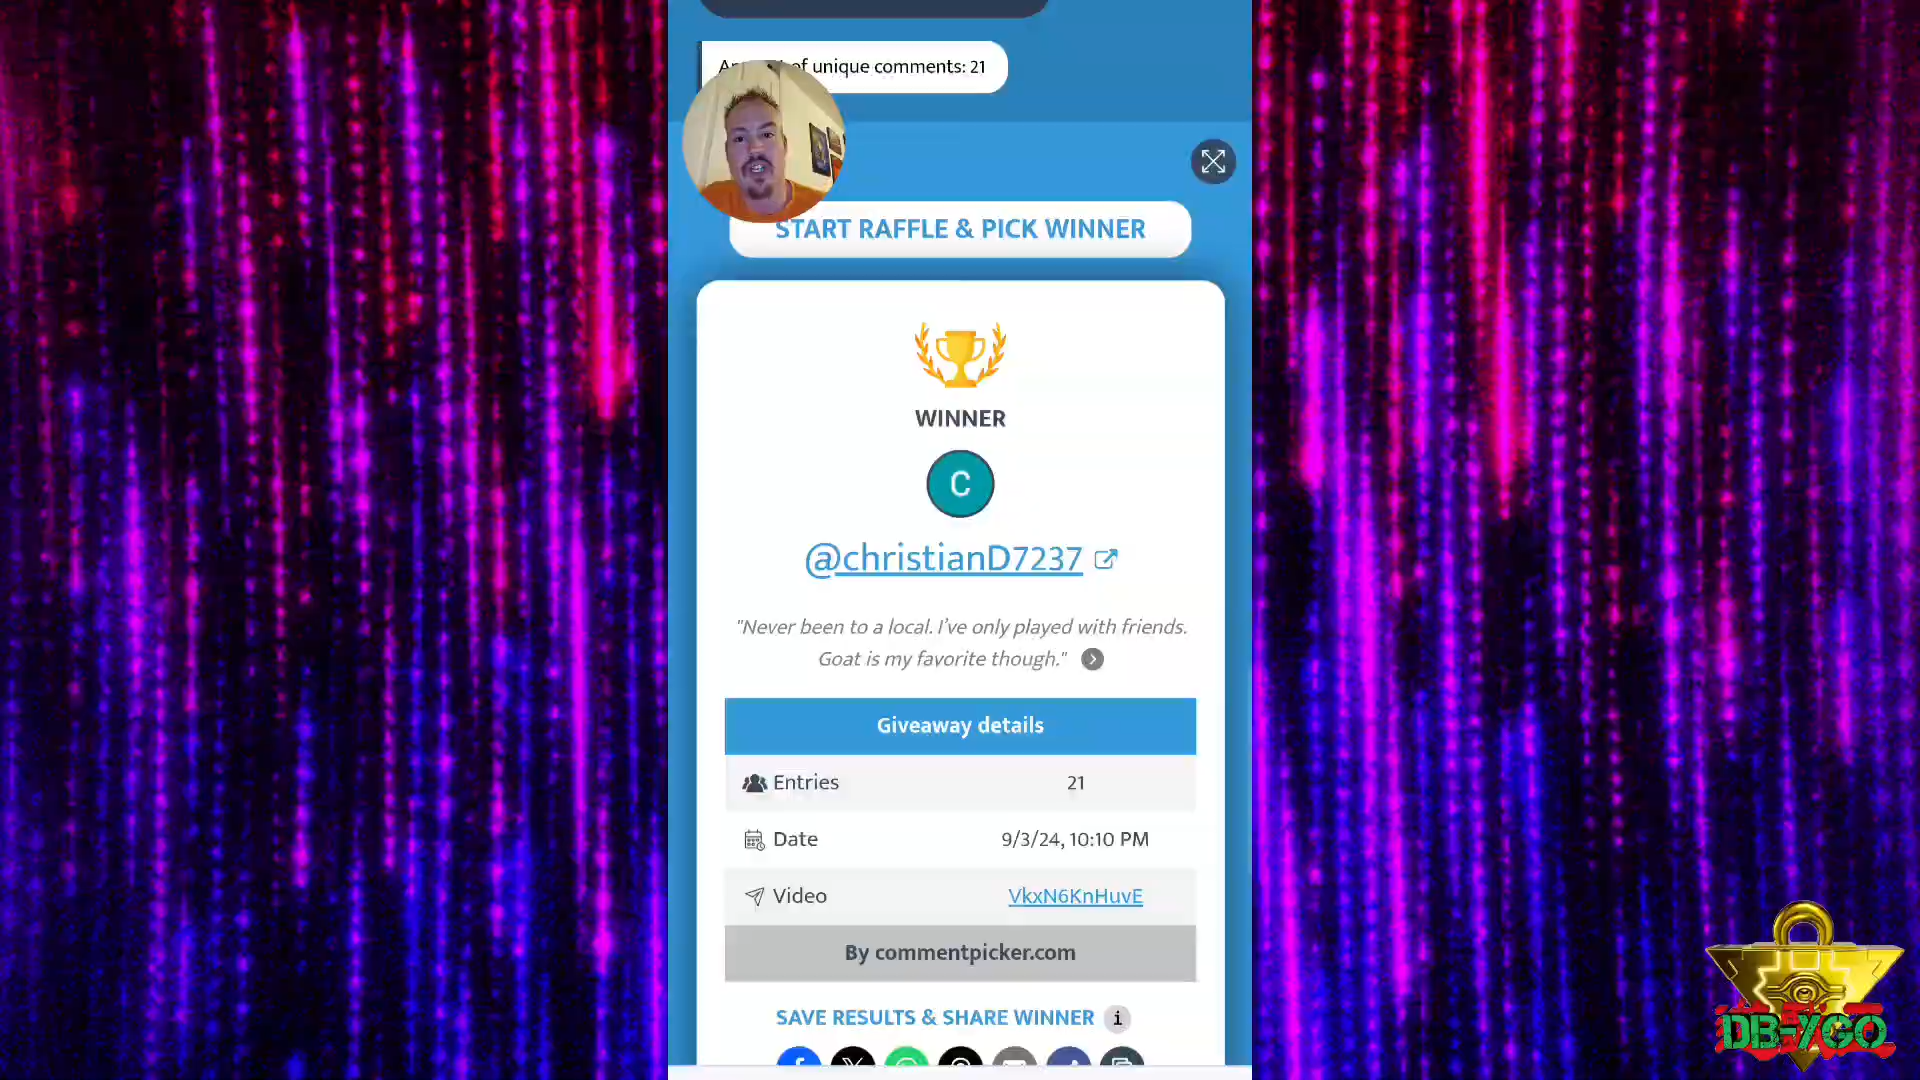 of unique comments: 21
START RAFFLE & PICK WINNER
WINNER
C
@christianD7237
"Never been to a local. I've only played with friends.
Goat is my favorite though."
Giveaway details
Entries 21
Date 9/3/24, 10:10 PM
Video VkxN6KnHuvE
By commentpicker.com
SAVE RESULTS & SHARE WINNER i
DB-YGO